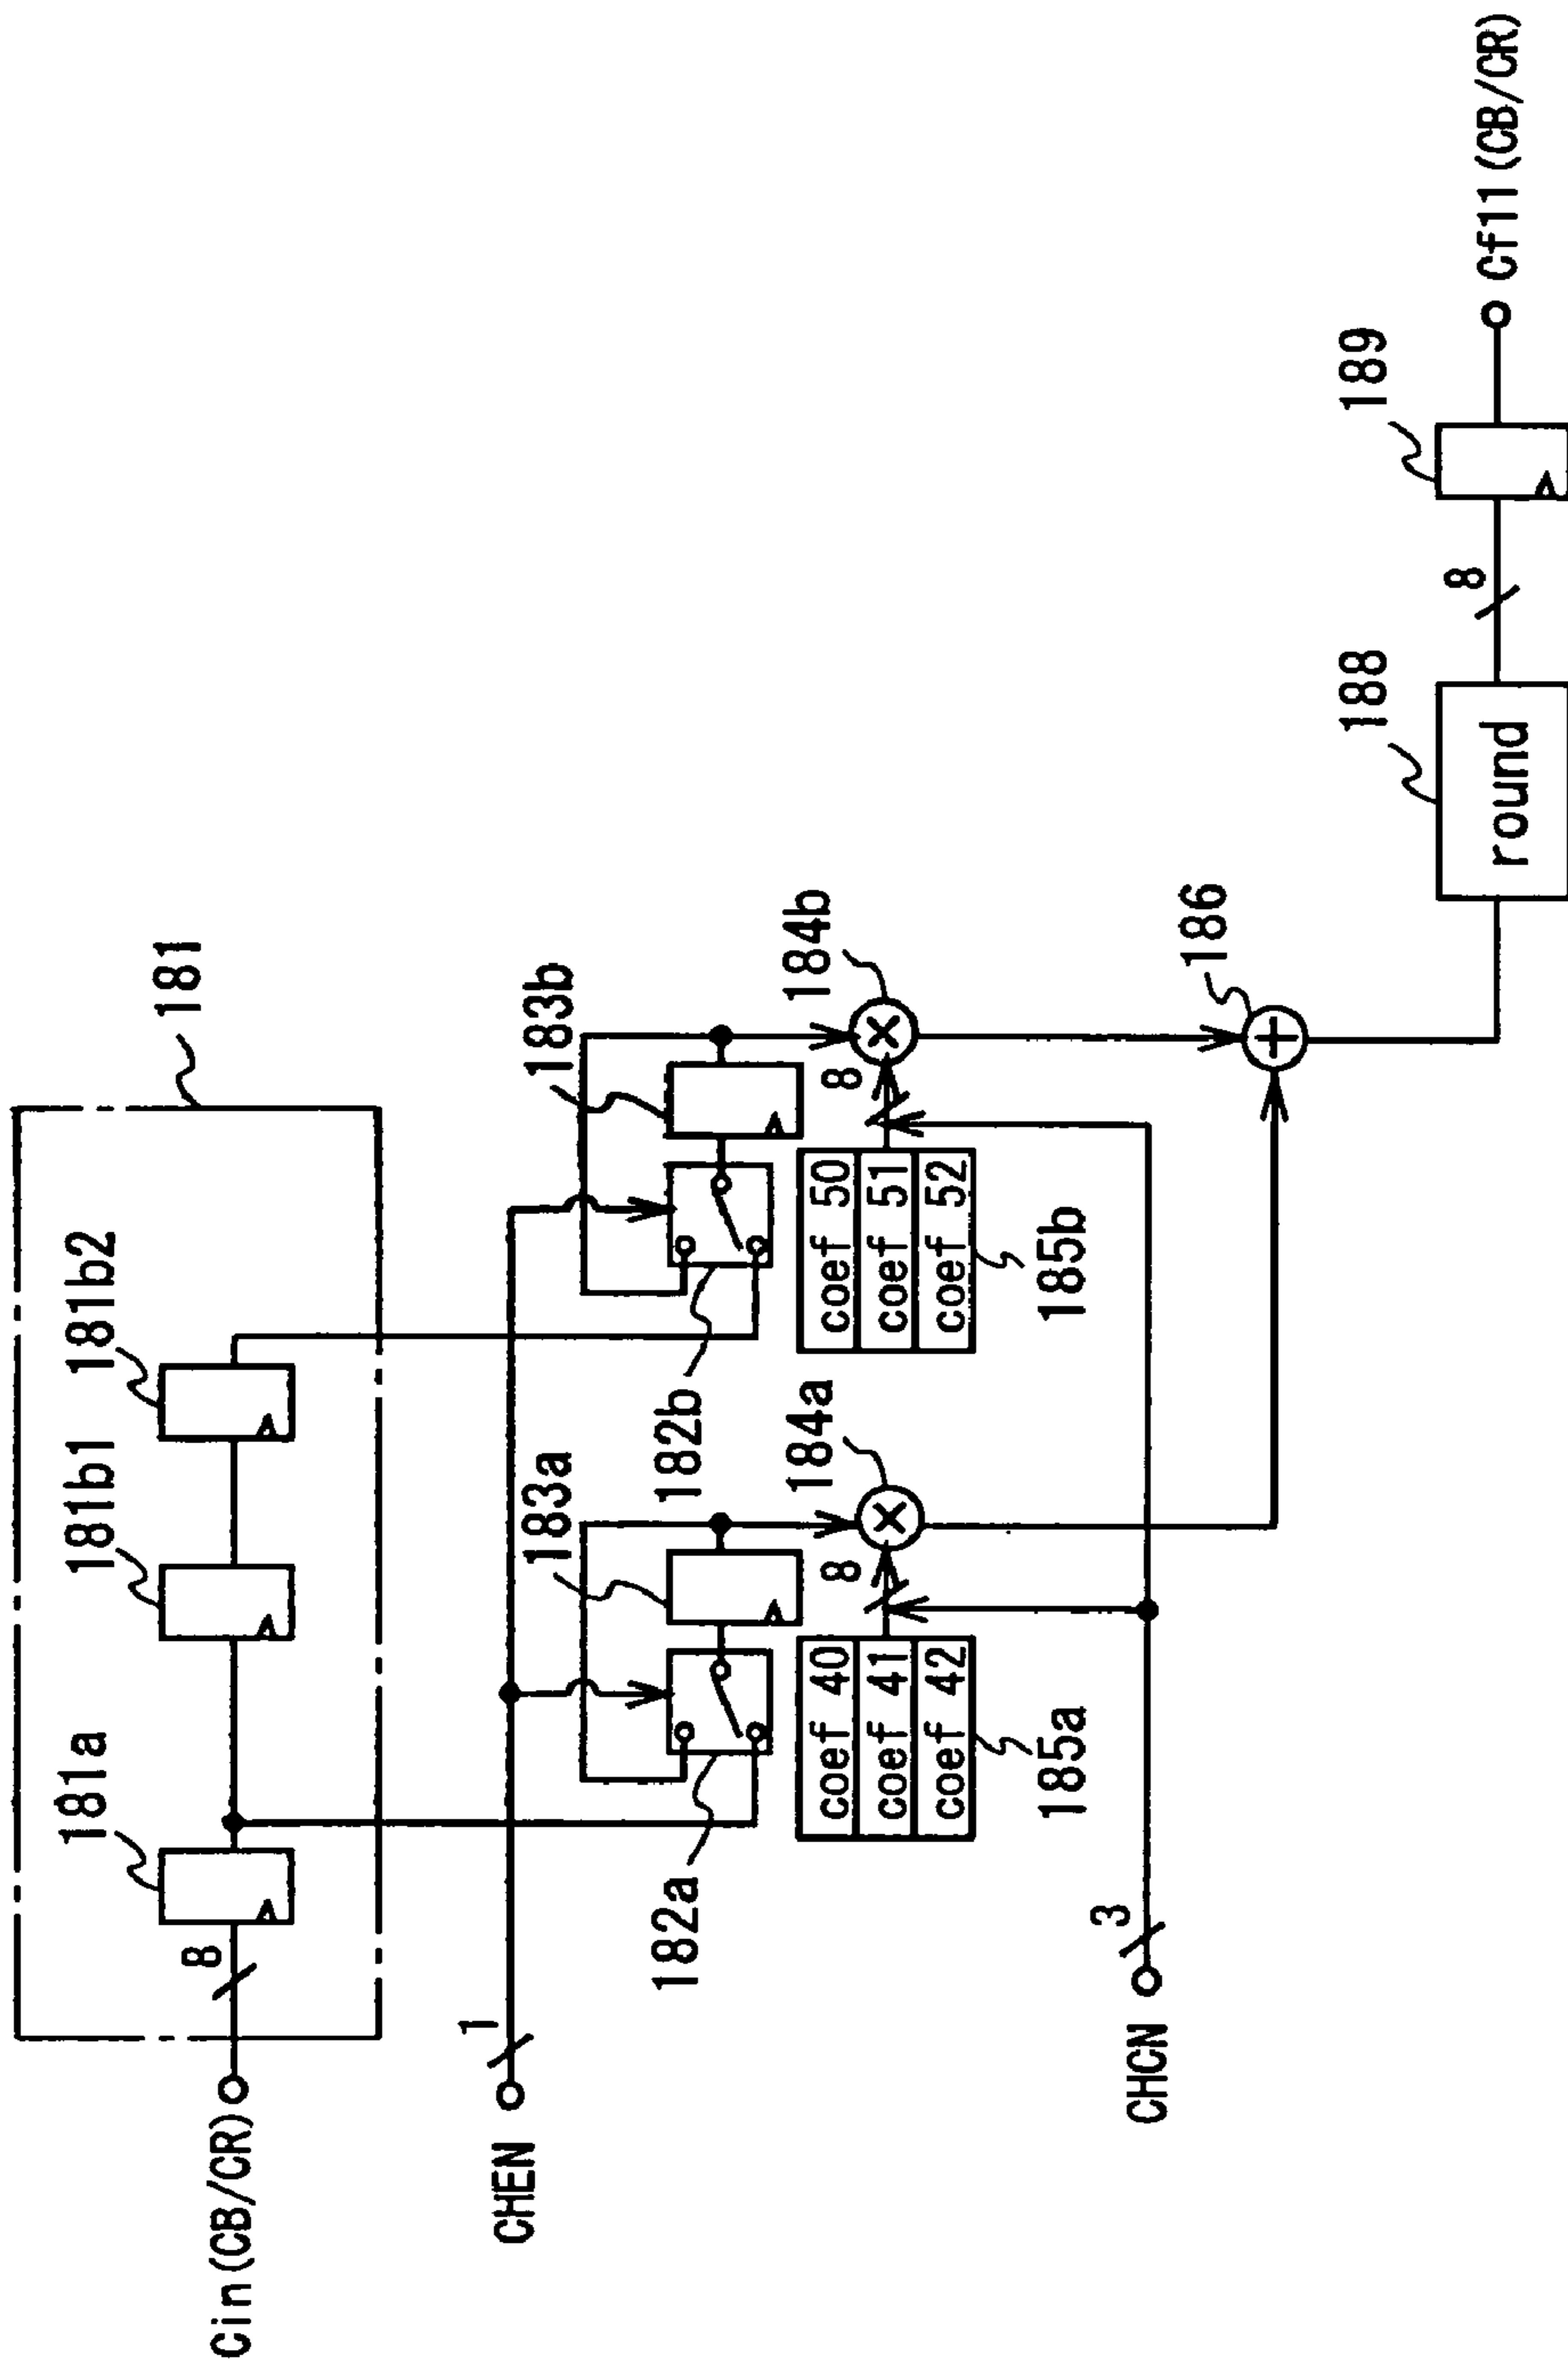 181
181a
181b1
181b2
Cin(CB/CR)
8
CHEN
1
183a
183b
182a
182b
184a
184b
8
8
coef 40
coef 41
coef 42
185a
coef 50
coef 51
coef 52
185b
CHCN
3
186
188
round
8
189
Cfil(CB/CR)